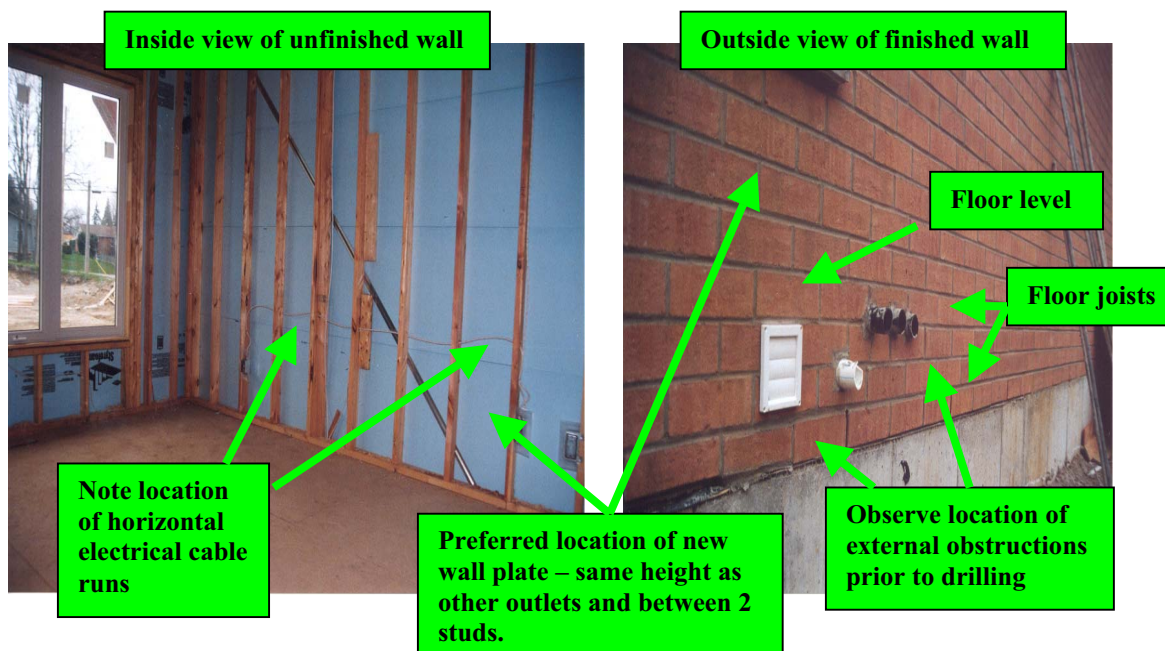 Inside view of unfinished wall
Outside view of finished wall
Floor level
Floor joists
Note location
of horizontal
electrical cable
runs
Preferred location of new
wall plate – same height as
other outlets and between 2
studs.
Observe location of
external obstructions
prior to drilling